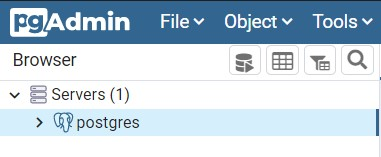 pgAdmin File Object Tools
Browser
Servers (1)
postgres